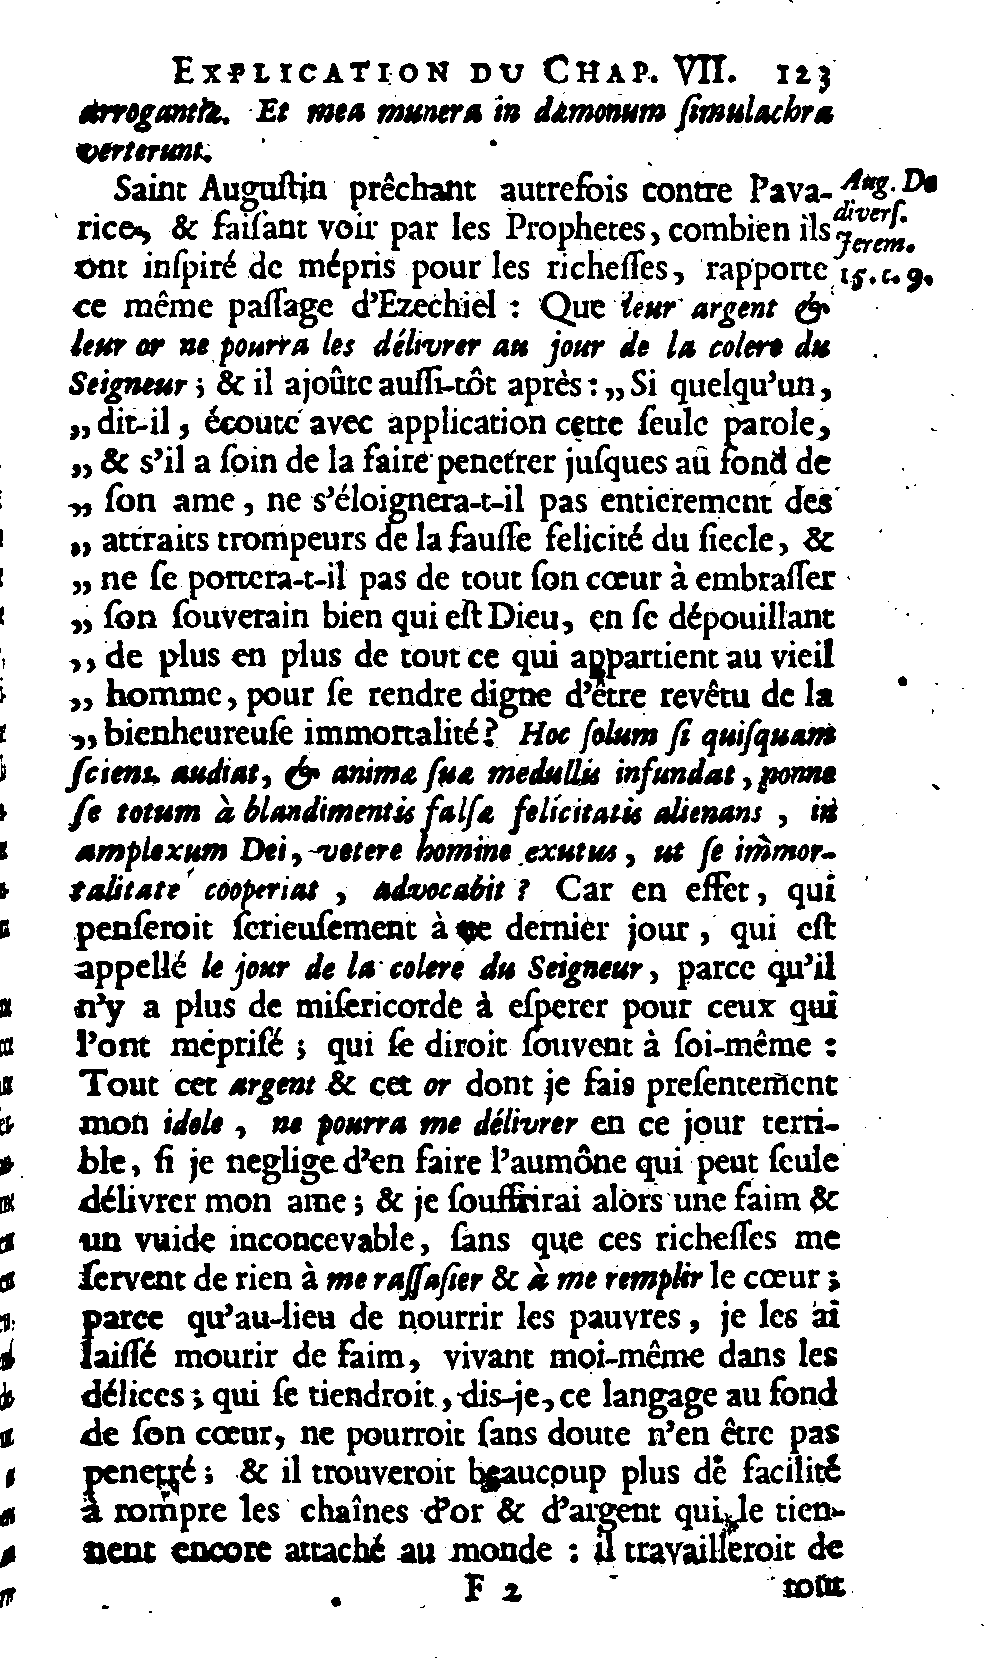 EXPLICATION DU CHAP. VII. 123
arrogantiæ. Et mea munera in dæmonum ſimulachra
verterunt.
Saint Auguſtin prêchant autrefois contre l'ava-
rice, & faiſant voir par les Prophetes, combien ils
ont inſpiré de mépris pour les richeſſes, rapporte
Aug. De
diverſ.
Jerem.
15. c. 9.
ce même paſſage d'Ezechiel : Que leur argent &
leur or ne pourra les délivrer au jour de la colere du
Seigneur ; & il ajoûte auſſi-tôt après : „ Si quelqu'un,
„ dit-il, écoute avec application cette ſeule parole,
„ & s'il a ſoin de la faire penetrer juſques au fond de
„ ſon ame, ne s'éloignera-t-il pas entierement des
„ attraits trompeurs de la fauſſe felicité du ſiecle, &
„ ne ſe portera-t-il pas de tout ſon cœur à embraſſer
„ ſon ſouverain bien qui eſt Dieu, en ſe dépouillant
„ de plus en plus de tout ce qui appartient au vieil
„ homme, pour ſe rendre digne d'être revêtu de la
„ bienheureuſe immortalité ? Hoc ſolum ſi quiſquam
ſciens audiat, & animæ ſuæ medullis infundat, ponne
ſe totum à blandimentis falſæ felicitatis alienans, in
amplexum Dei, vetere homine exutus, ut ſe immor-
talitate cooperiat, advocabit ? Car en effet, qui
penſeroit ſerieuſement à ce dernier jour, qui eſt
appellé le jour de la colere du Seigneur, parce qu'il
n'y a plus de miſericorde à eſperer pour ceux qui
l'ont mépriſé ; qui ſe diroit ſouvent à ſoi-même :
Tout cet argent & cet or dont je fais preſentement
mon idole, ne pourra me délivrer en ce jour terri-
ble, ſi je neglige d'en faire l'aumône qui peut ſeule
délivrer mon ame ; & je ſouffrirai alors une faim &
un vuide inconcevable, ſans que ces richeſſes me
ſervent de rien à me raſſaſier & à me remplir le cœur ;
parce qu'au-lieu de nourrir les pauvres, je les ai
laiſſé mourir de faim, vivant moi-même dans les
délices ; qui ſe tiendroit, dis-je, ce langage au fond
de ſon cœur, ne pourroit ſans doute n'en être pas
penetré ; & il trouveroit beaucoup plus de facilité
à rompre les chaînes d'or & d'argent qui le tien-
nent encore attaché au monde : il travailleroit de
F 2 tout